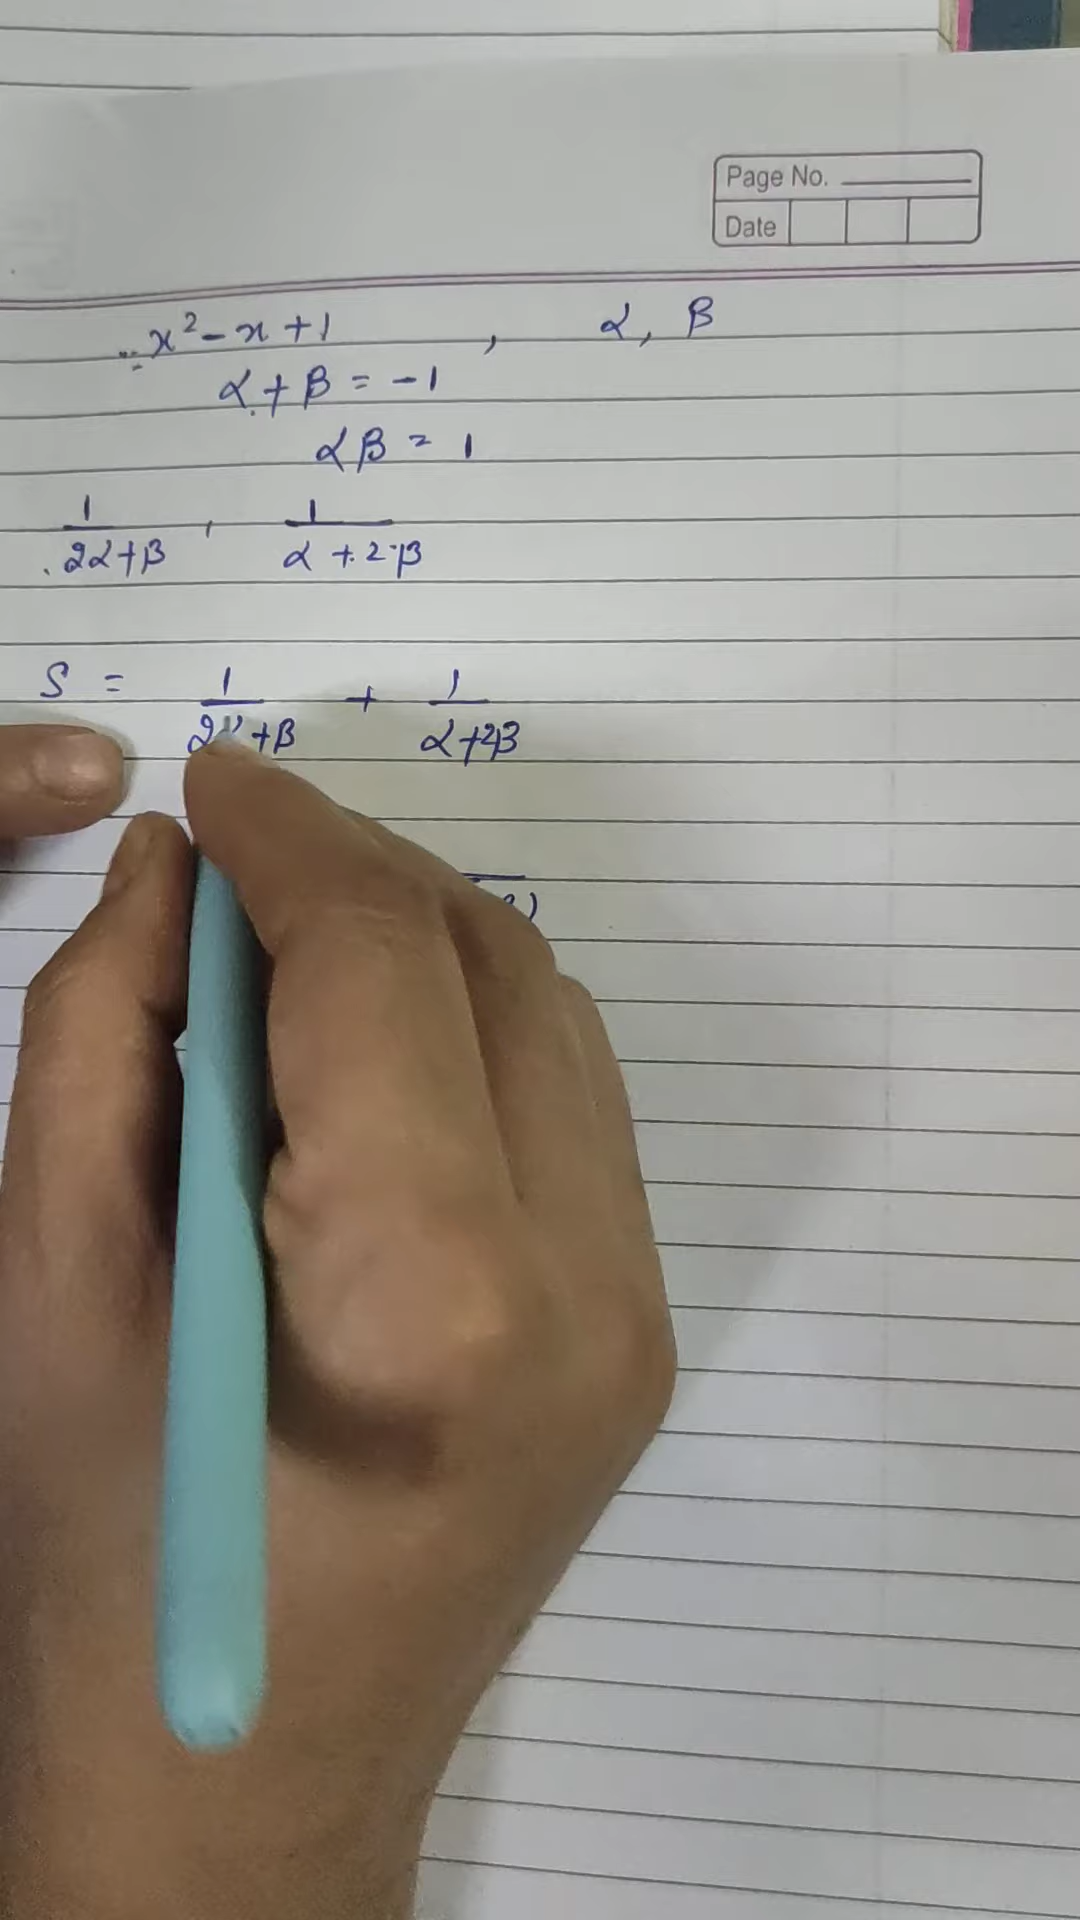 Page No.
Date
x² - x + 1 , α, β
α + β = -1
αβ = 1
1/(2α+β) , 1/(α + 2β)
S = 1/(2α+β) + 1/(α+2β)
)